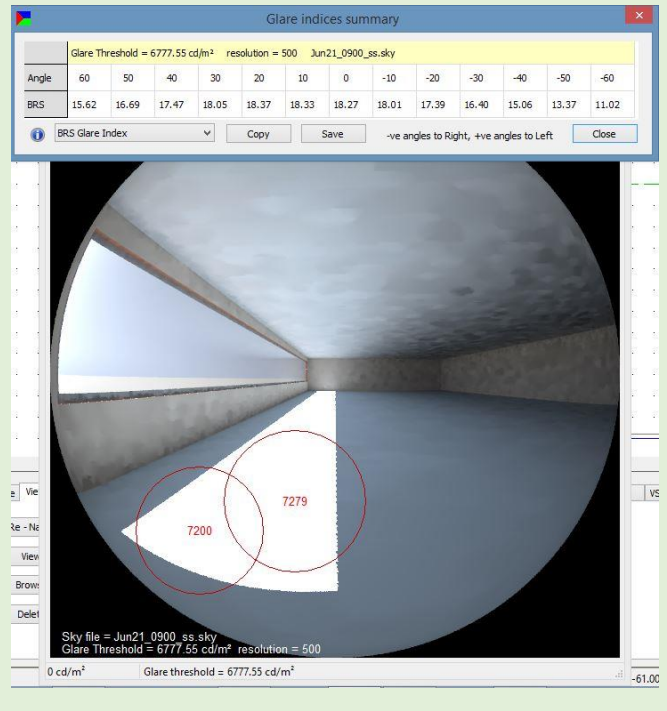 Glare indices summary
Glare Threshold = 6777.55 cd/m² resolution = 500 Jun21_0900_ss.sky
Angle 60 50 40 30 20 10 0 -10 -20 -30 -40 -50 -60
BRS 15.62 16.69 17.47 18.05 18.37 18.33 18.27 18.01 17.39 16.40 15.06 13.37 11.02
BRS Glare Index Copy Save -ve angles to Right, +ve angles to Left Close
7279
7200
Sky file = Jun21_0900_ss.sky
Glare Threshold = 6777.55 cd/m² resolution = 500
0 cd/m² Glare threshold = 6777.55 cd/m²
-61.00